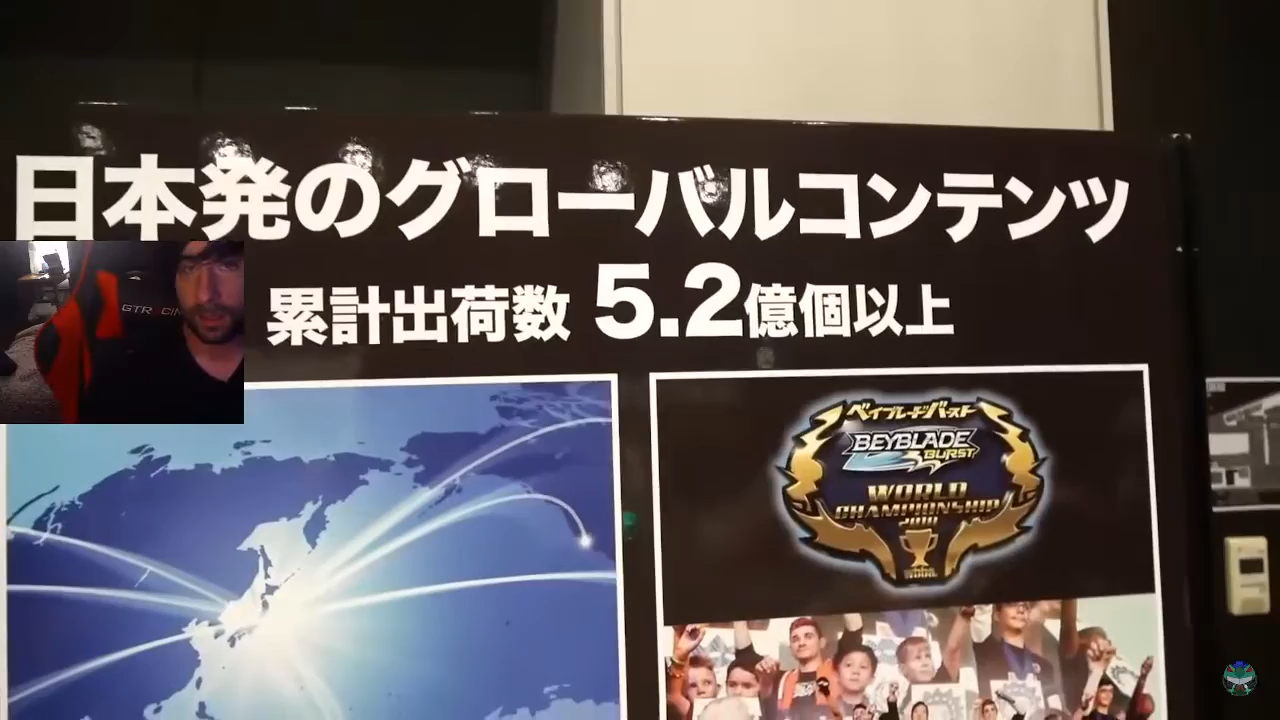 日本発のグローバルコンテンツ
累計出荷数 5.2億個以上
GTRACING
ベイブレードバースト
BEYBLADE
BURST
WORLD
CHAMPIONSHIP
2018